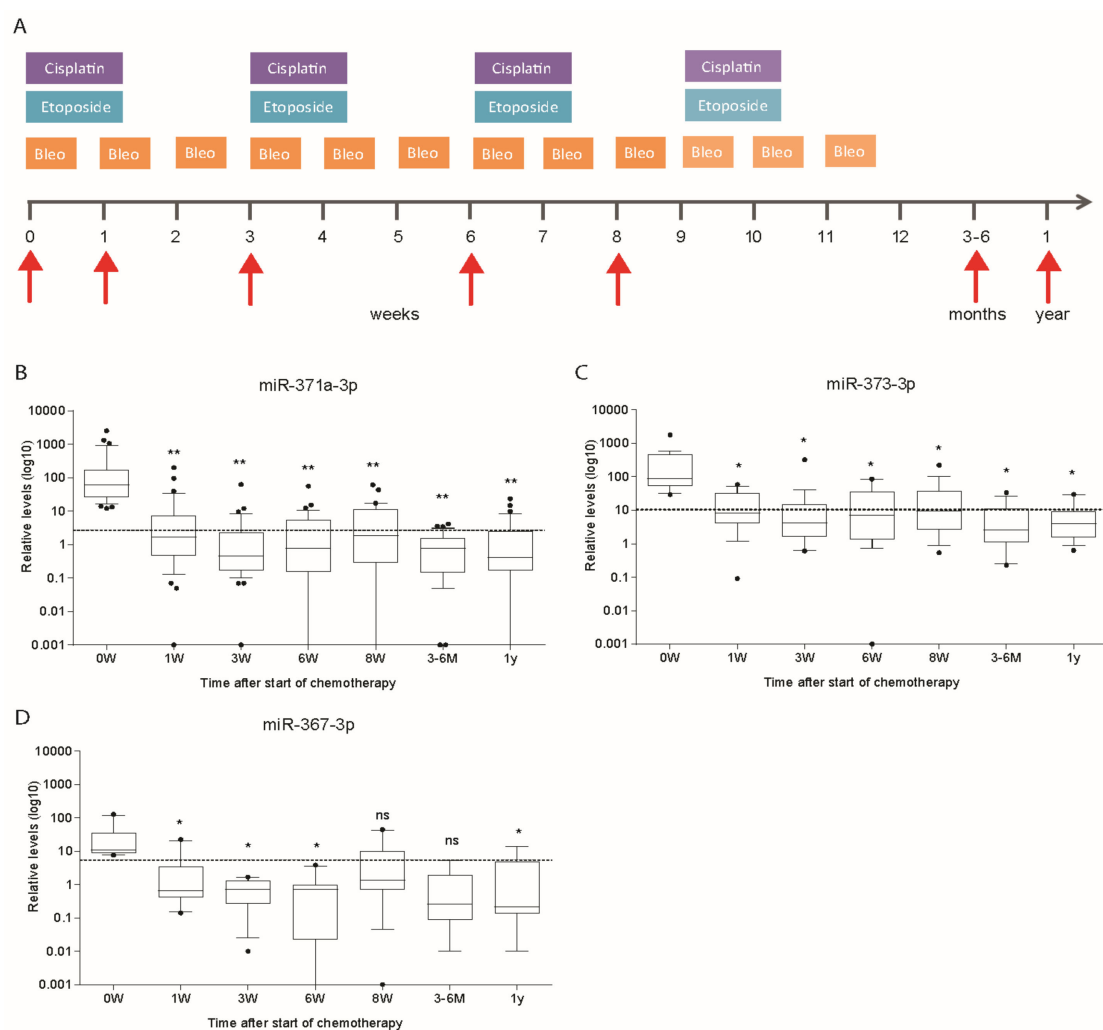 A
Cisplatin Cisplatin Cisplatin Cisplatin
Etoposide Etoposide Etoposide Etoposide
Bleo Bleo Bleo Bleo Bleo Bleo Bleo Bleo Bleo Bleo Bleo Bleo
0 1 2 3 4 5 6 7 8 9 10 11 12 3-6 1
weeks months year
B
miR-371a-3p
Relative levels (log10)
10000
1000
100
10
1
0.1
0.01
0.001
** ** ** ** ** **
0W 1W 3W 6W 8W 3-6M 1y
Time after start of chemotherapy
C
miR-373-3p
Relative levels (log10)
10000
1000
100
10
1
0.1
0.01
0.001
* * * * * *
0W 1W 3W 6W 8W 3-6M 1y
Time after start of chemotherapy
D
miR-367-3p
Relative levels (log10)
10000
1000
100
10
1
0.1
0.01
0.001
* * * ns ns *
0W 1W 3W 6W 8W 3-6M 1y
Time after start of chemotherapy